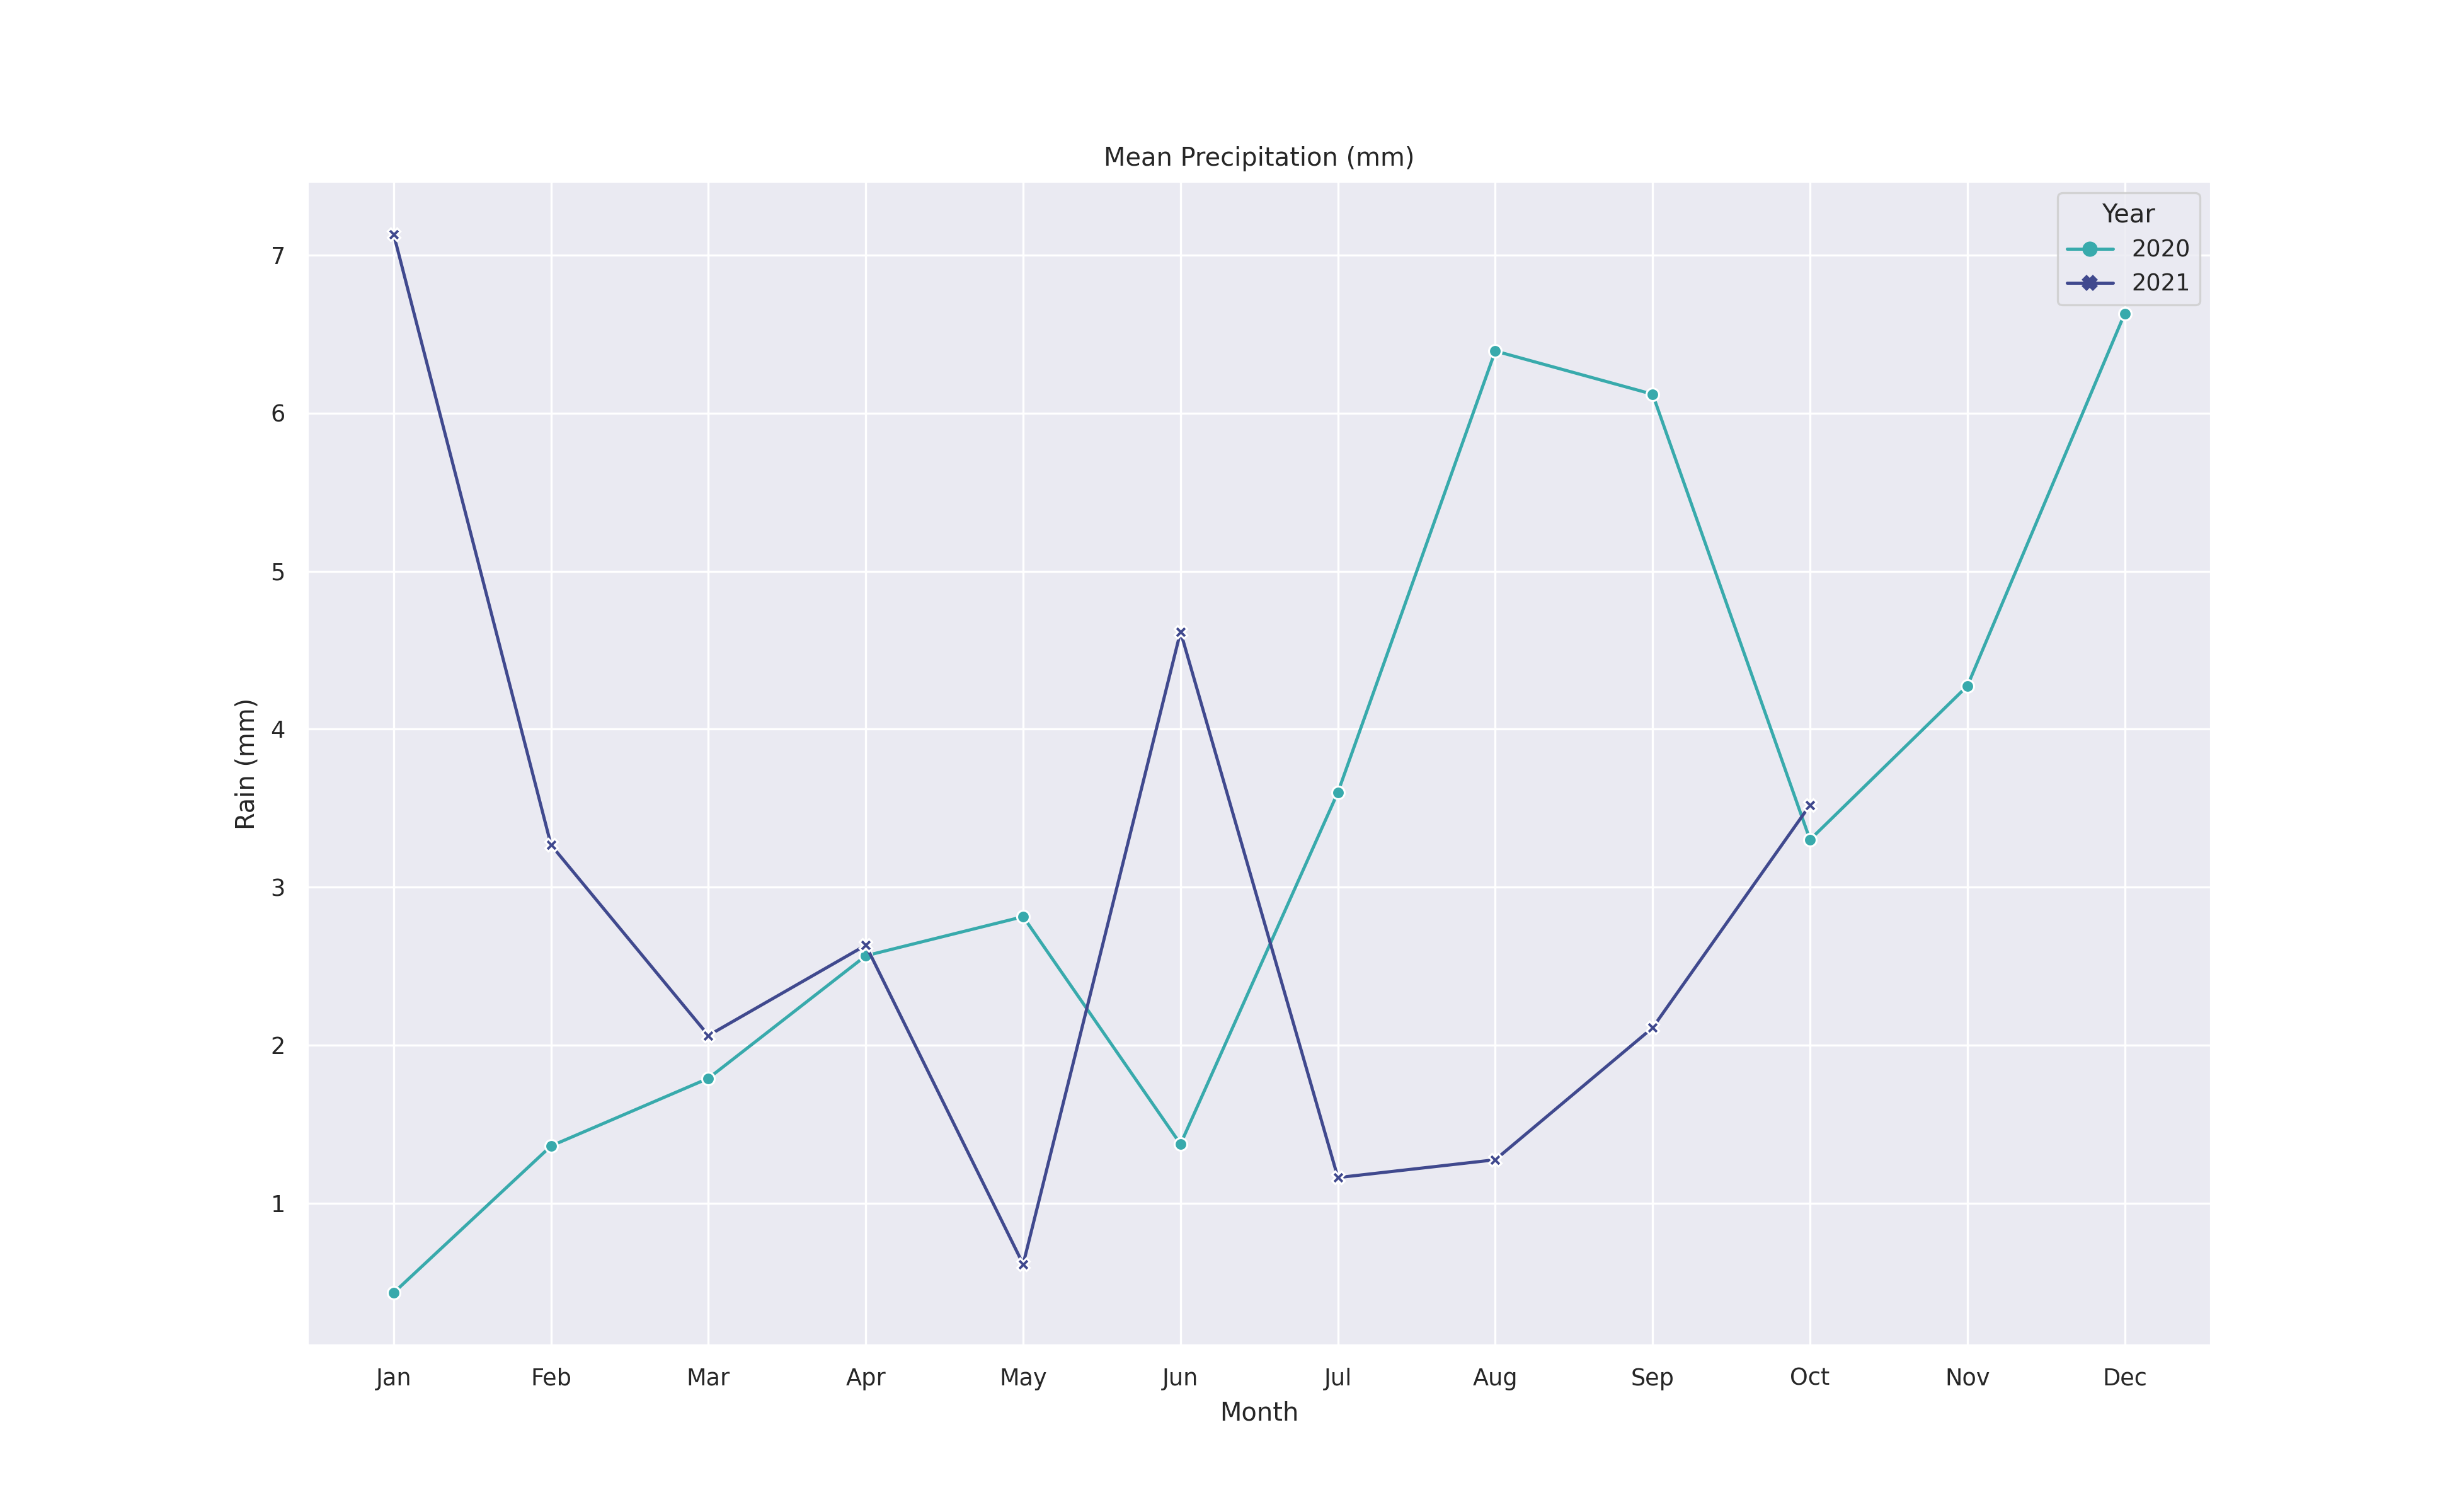 Mean Precipitation (mm)
Year
2020
2021
7
6
5
4
3
2
1
Rain (mm)
Jan Feb Mar Apr May Jun Jul Aug Sep Oct Nov Dec
Month